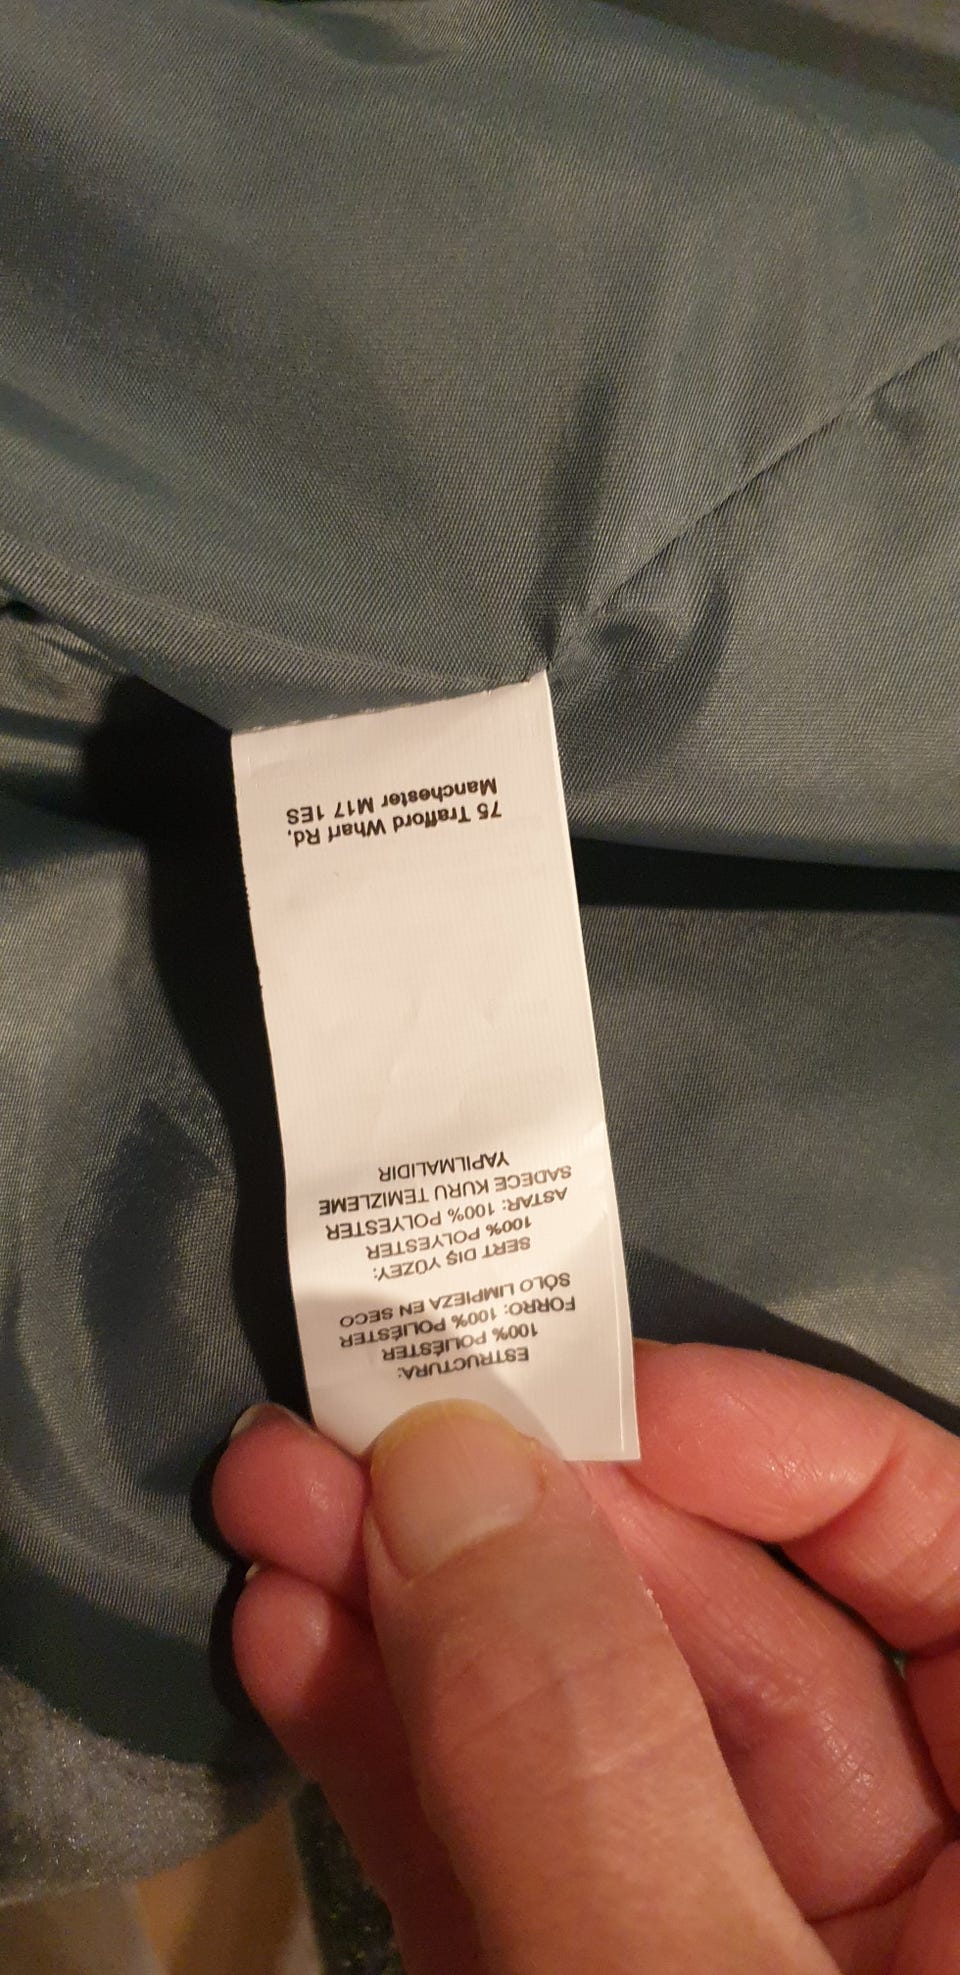 ESTRUCTURA:
100% POLIÉSTER
FORRO: 100% POLIÉSTER
SÓLO LIMPIEZA EN SECO
SERT DIŞ YÜZEY:
100% POLYESTER
ASTAR: 100% POLYESTER
SADECE KURU TEMIZLEME
YAPILMALIDIR
75 Trafford Wharf Rd,
Manchester M17 1ES